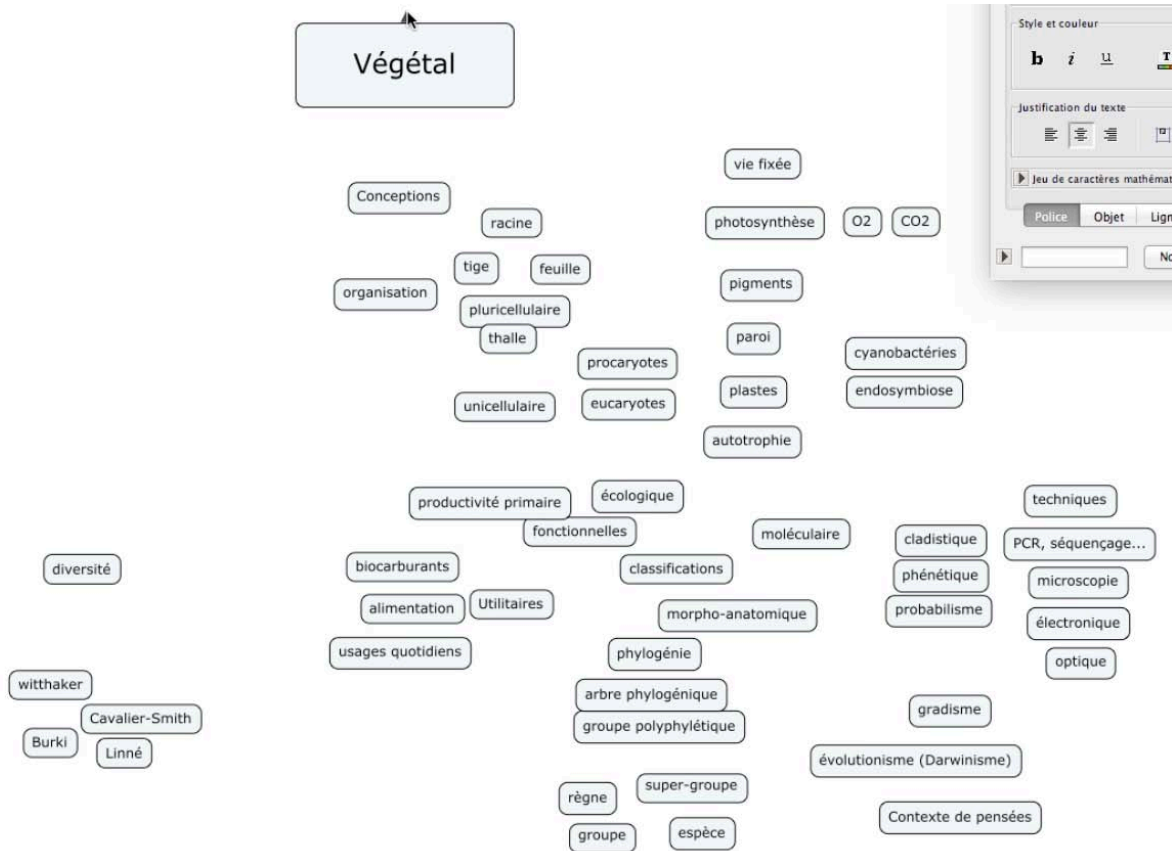 Végétal
Style et couleur
b i u T
Justification du texte
Jeu de caractères mathémat
Police Objet Lign
No
vie fixée
Conceptions
racine
photosynthèse
O2
CO2
tige
feuille
organisation
pigments
pluricellulaire
thalle
paroi
procaryotes
cyanobactéries
unicellulaire
eucaryotes
plastes
endosymbiose
autotrophie
productivité primaire
écologique
techniques
fonctionnelles
moléculaire
cladistique
PCR, séquençage...
diversité
biocarburants
classifications
phénétique
microscopie
alimentation
Utilitaires
morpho-anatomique
probabilisme
électronique
usages quotidiens
phylogénie
optique
witthaker
arbre phylogénique
Cavalier-Smith
groupe polyphylétique
gradisme
Burki
Linné
évolutionisme (Darwinisme)
règne
super-groupe
Contexte de pensées
groupe
espèce